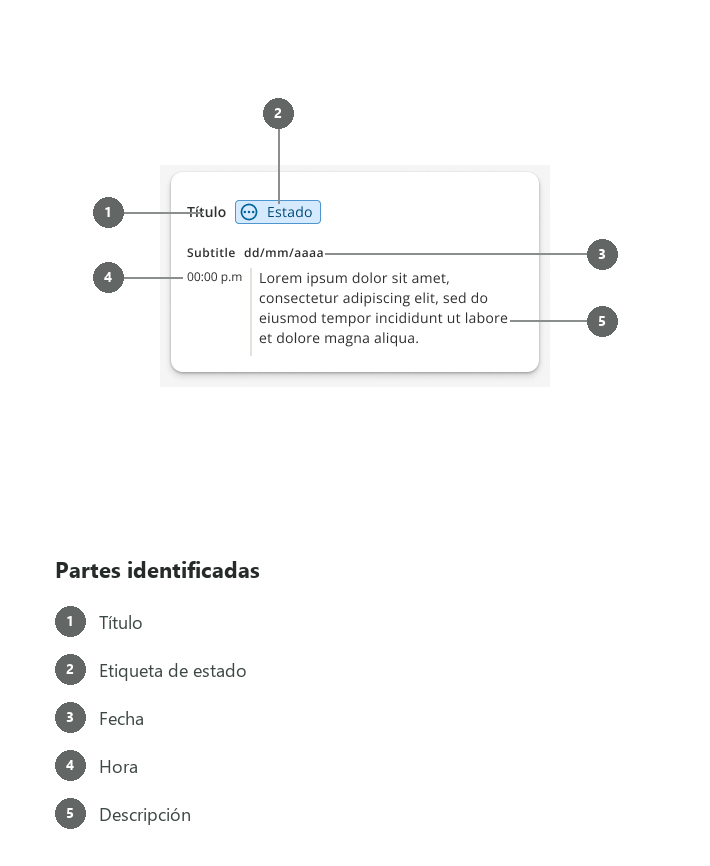 2
1
Título
Estado
Subtitle dd/mm/aaaa
3
4
00:00 p.m
Lorem ipsum dolor sit amet,
consectetur adipiscing elit, sed do
eiusmod tempor incididunt ut labore
et dolore magna aliqua.
5
Partes identificadas
1 Título
2 Etiqueta de estado
3 Fecha
4 Hora
5 Descripción